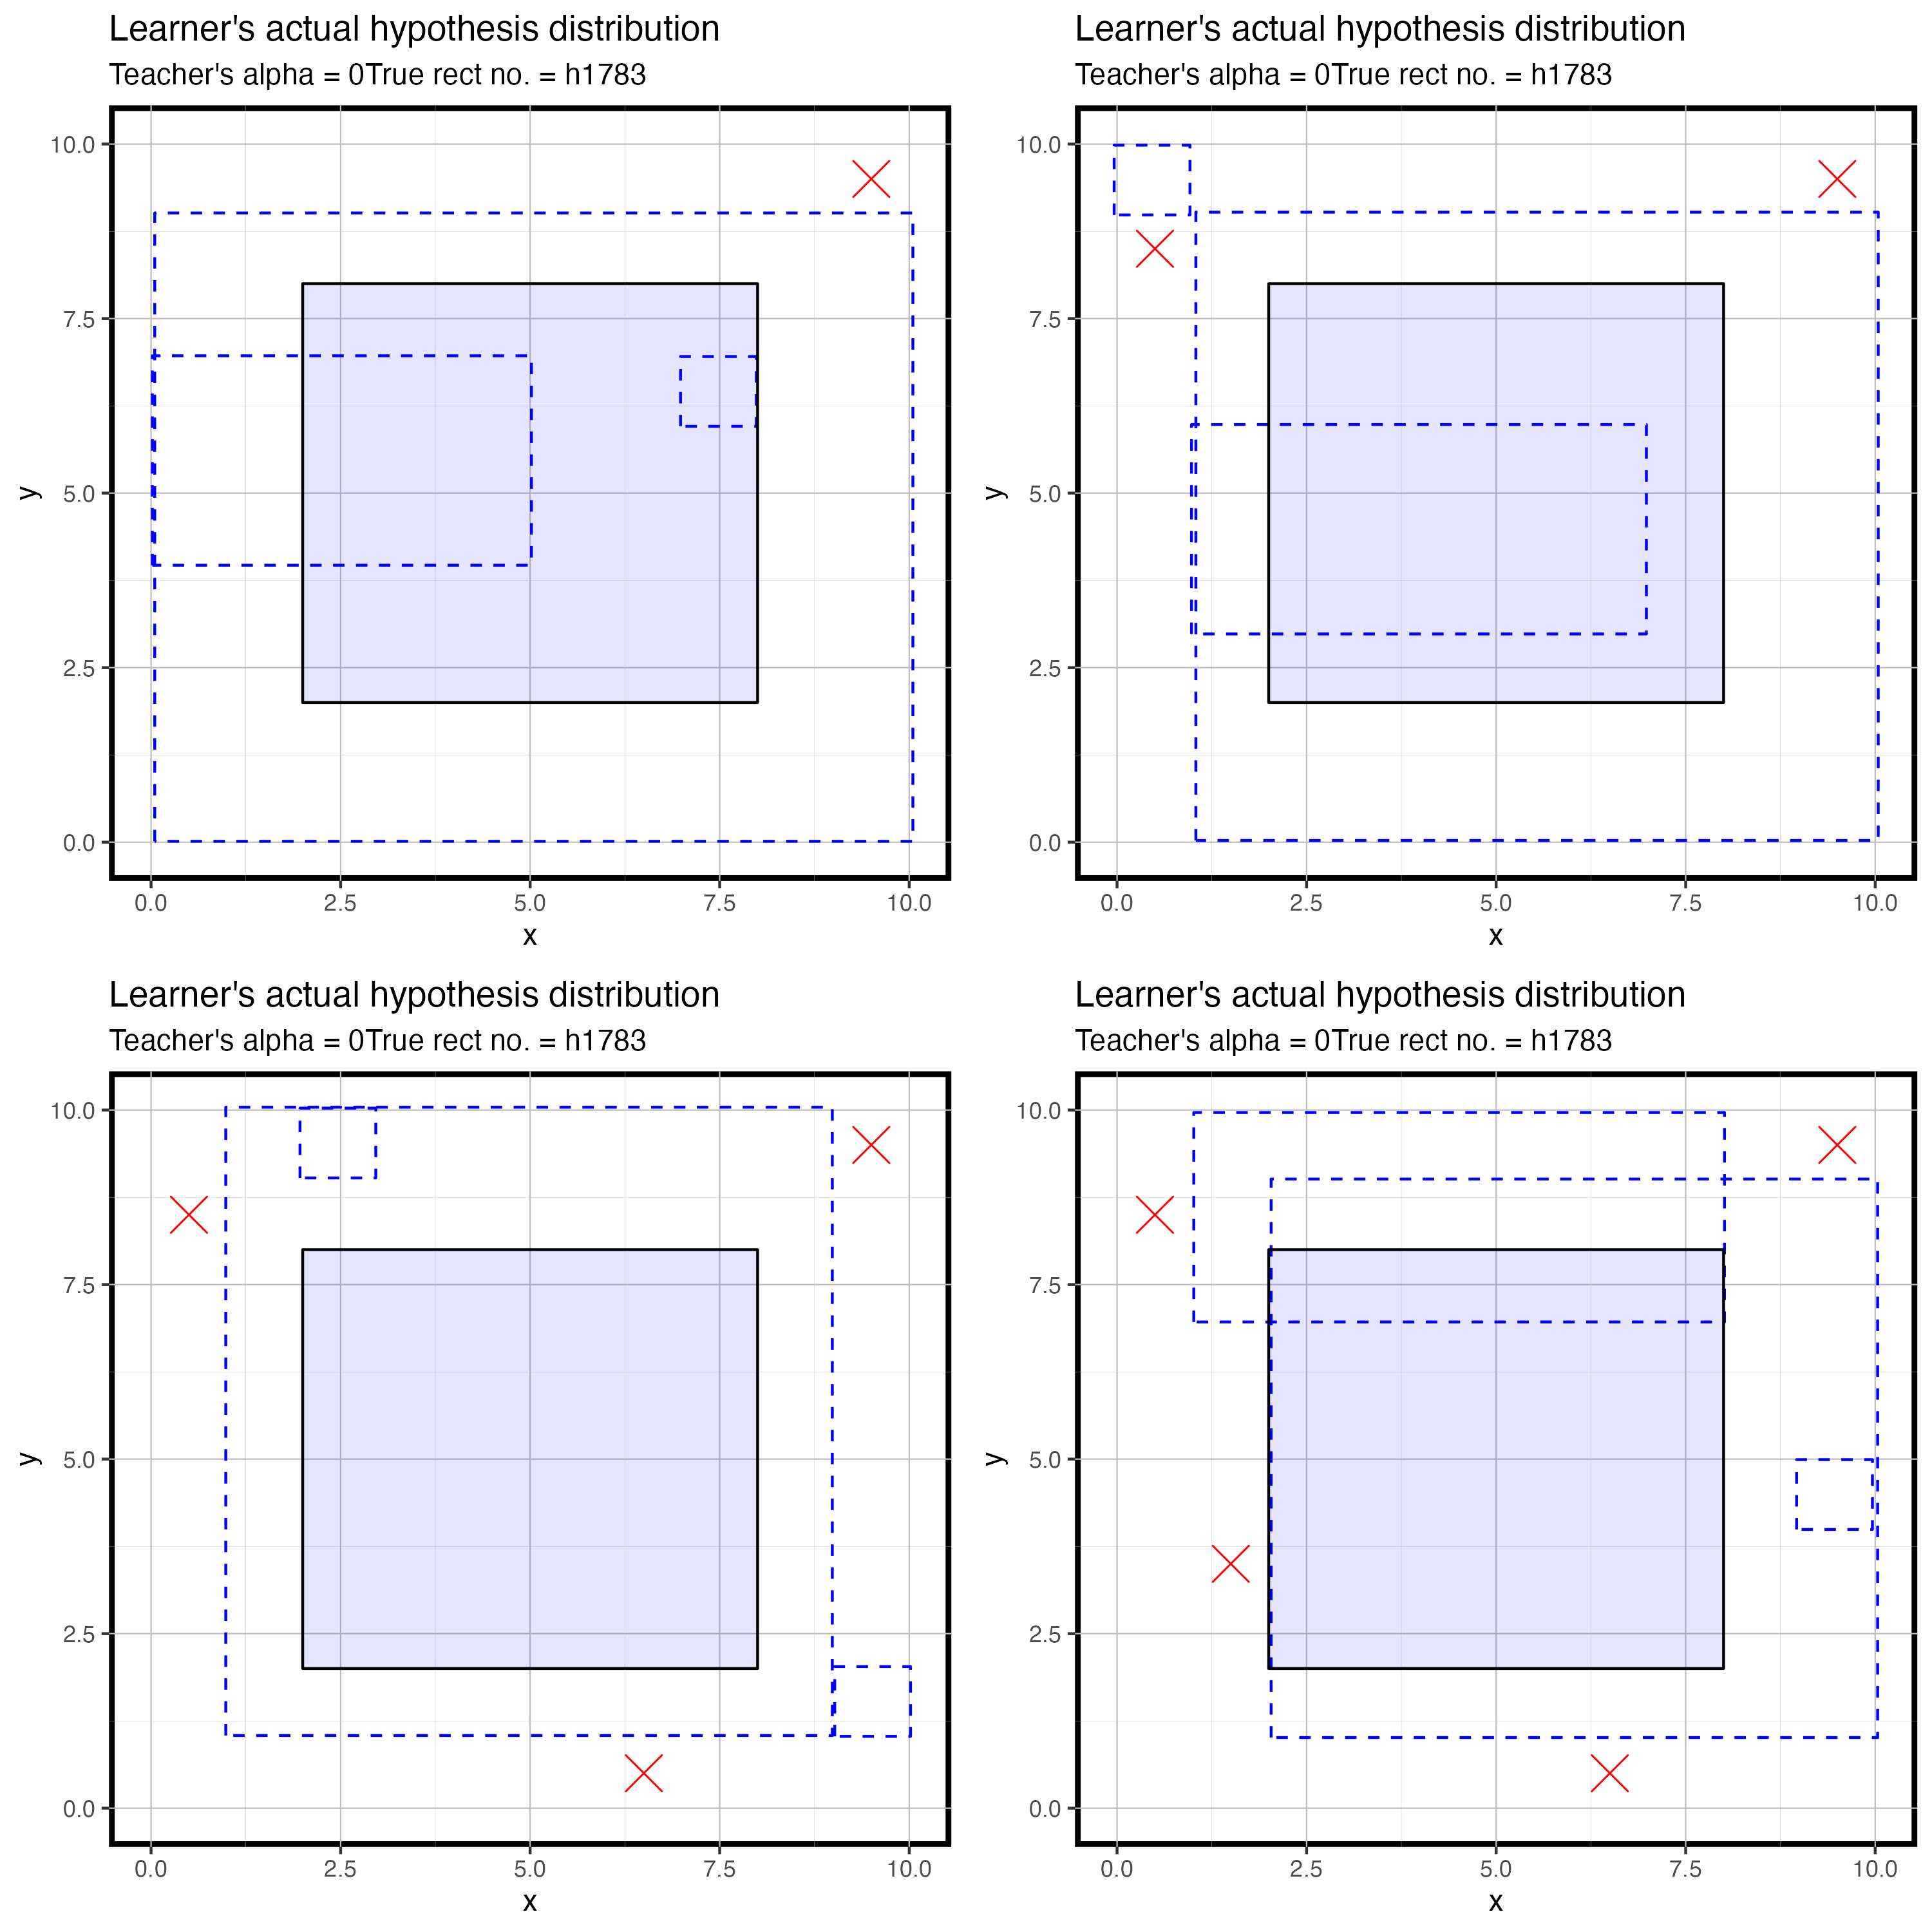 Learner's actual hypothesis distribution
Teacher's alpha = 0True rect no. = h1783
10.0
7.5
5.0
2.5
0.0
y
0.0 2.5 5.0 7.5 10.0
x
Learner's actual hypothesis distribution
Teacher's alpha = 0True rect no. = h1783
10.0
7.5
5.0
2.5
0.0
y
0.0 2.5 5.0 7.5 10.0
x
Learner's actual hypothesis distribution
Teacher's alpha = 0True rect no. = h1783
10.0
7.5
5.0
2.5
0.0
y
0.0 2.5 5.0 7.5 10.0
x
Learner's actual hypothesis distribution
Teacher's alpha = 0True rect no. = h1783
10.0
7.5
5.0
2.5
0.0
y
0.0 2.5 5.0 7.5 10.0
x